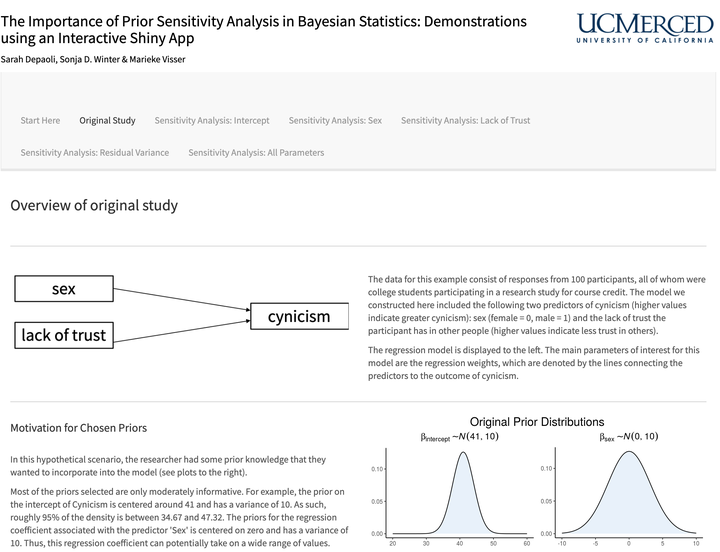 The Importance of Prior Sensitivity Analysis in Bayesian Statistics: Demonstrations
using an Interactive Shiny App
UCMERCED
UNIVERSITY OF CALIFORNIA
Sarah Depaoli, Sonja D. Winter & Marieke Visser
Start Here
Original Study
Sensitivity Analysis: Intercept
Sensitivity Analysis: Sex
Sensitivity Analysis: Lack of Trust
Sensitivity Analysis: Residual Variance
Sensitivity Analysis: All Parameters
Overview of original study
sex
lack of trust
cynicism
The data for this example consist of responses from 100 participants, all of whom were
college students participating in a research study for course credit. The model we
constructed here included the following two predictors of cynicism (higher values
indicate greater cynicism): sex (female = 0, male = 1) and the lack of trust the
participant has in other people (higher values indicate less trust in others).
The regression model is displayed to the left. The main parameters of interest for this
model are the regression weights, which are denoted by the lines connecting the
predictors to the outcome of cynicism.
Motivation for Chosen Priors
In this hypothetical scenario, the researcher had some prior knowledge that they
wanted to incorporate into the model (see plots to the right).
Most of the priors selected are only moderately informative. For example, the prior on
the intercept of Cynicism is centered around 41 and has a variance of 10. As such,
roughly 95% of the density is between 34.67 and 47.32. The priors for the regression
coefficient associated with the predictor 'Sex' is centered on zero and has a variance of
10. Thus, this regression coefficient can potentially take on a wide range of values.
Original Prior Distributions
βintercept ~N(41, 10)
0.10
0.05
0.00
20 30 40 50 60
βsex ~N(0, 10)
0.10
0.05
0.00
-10 -5 0 5 10